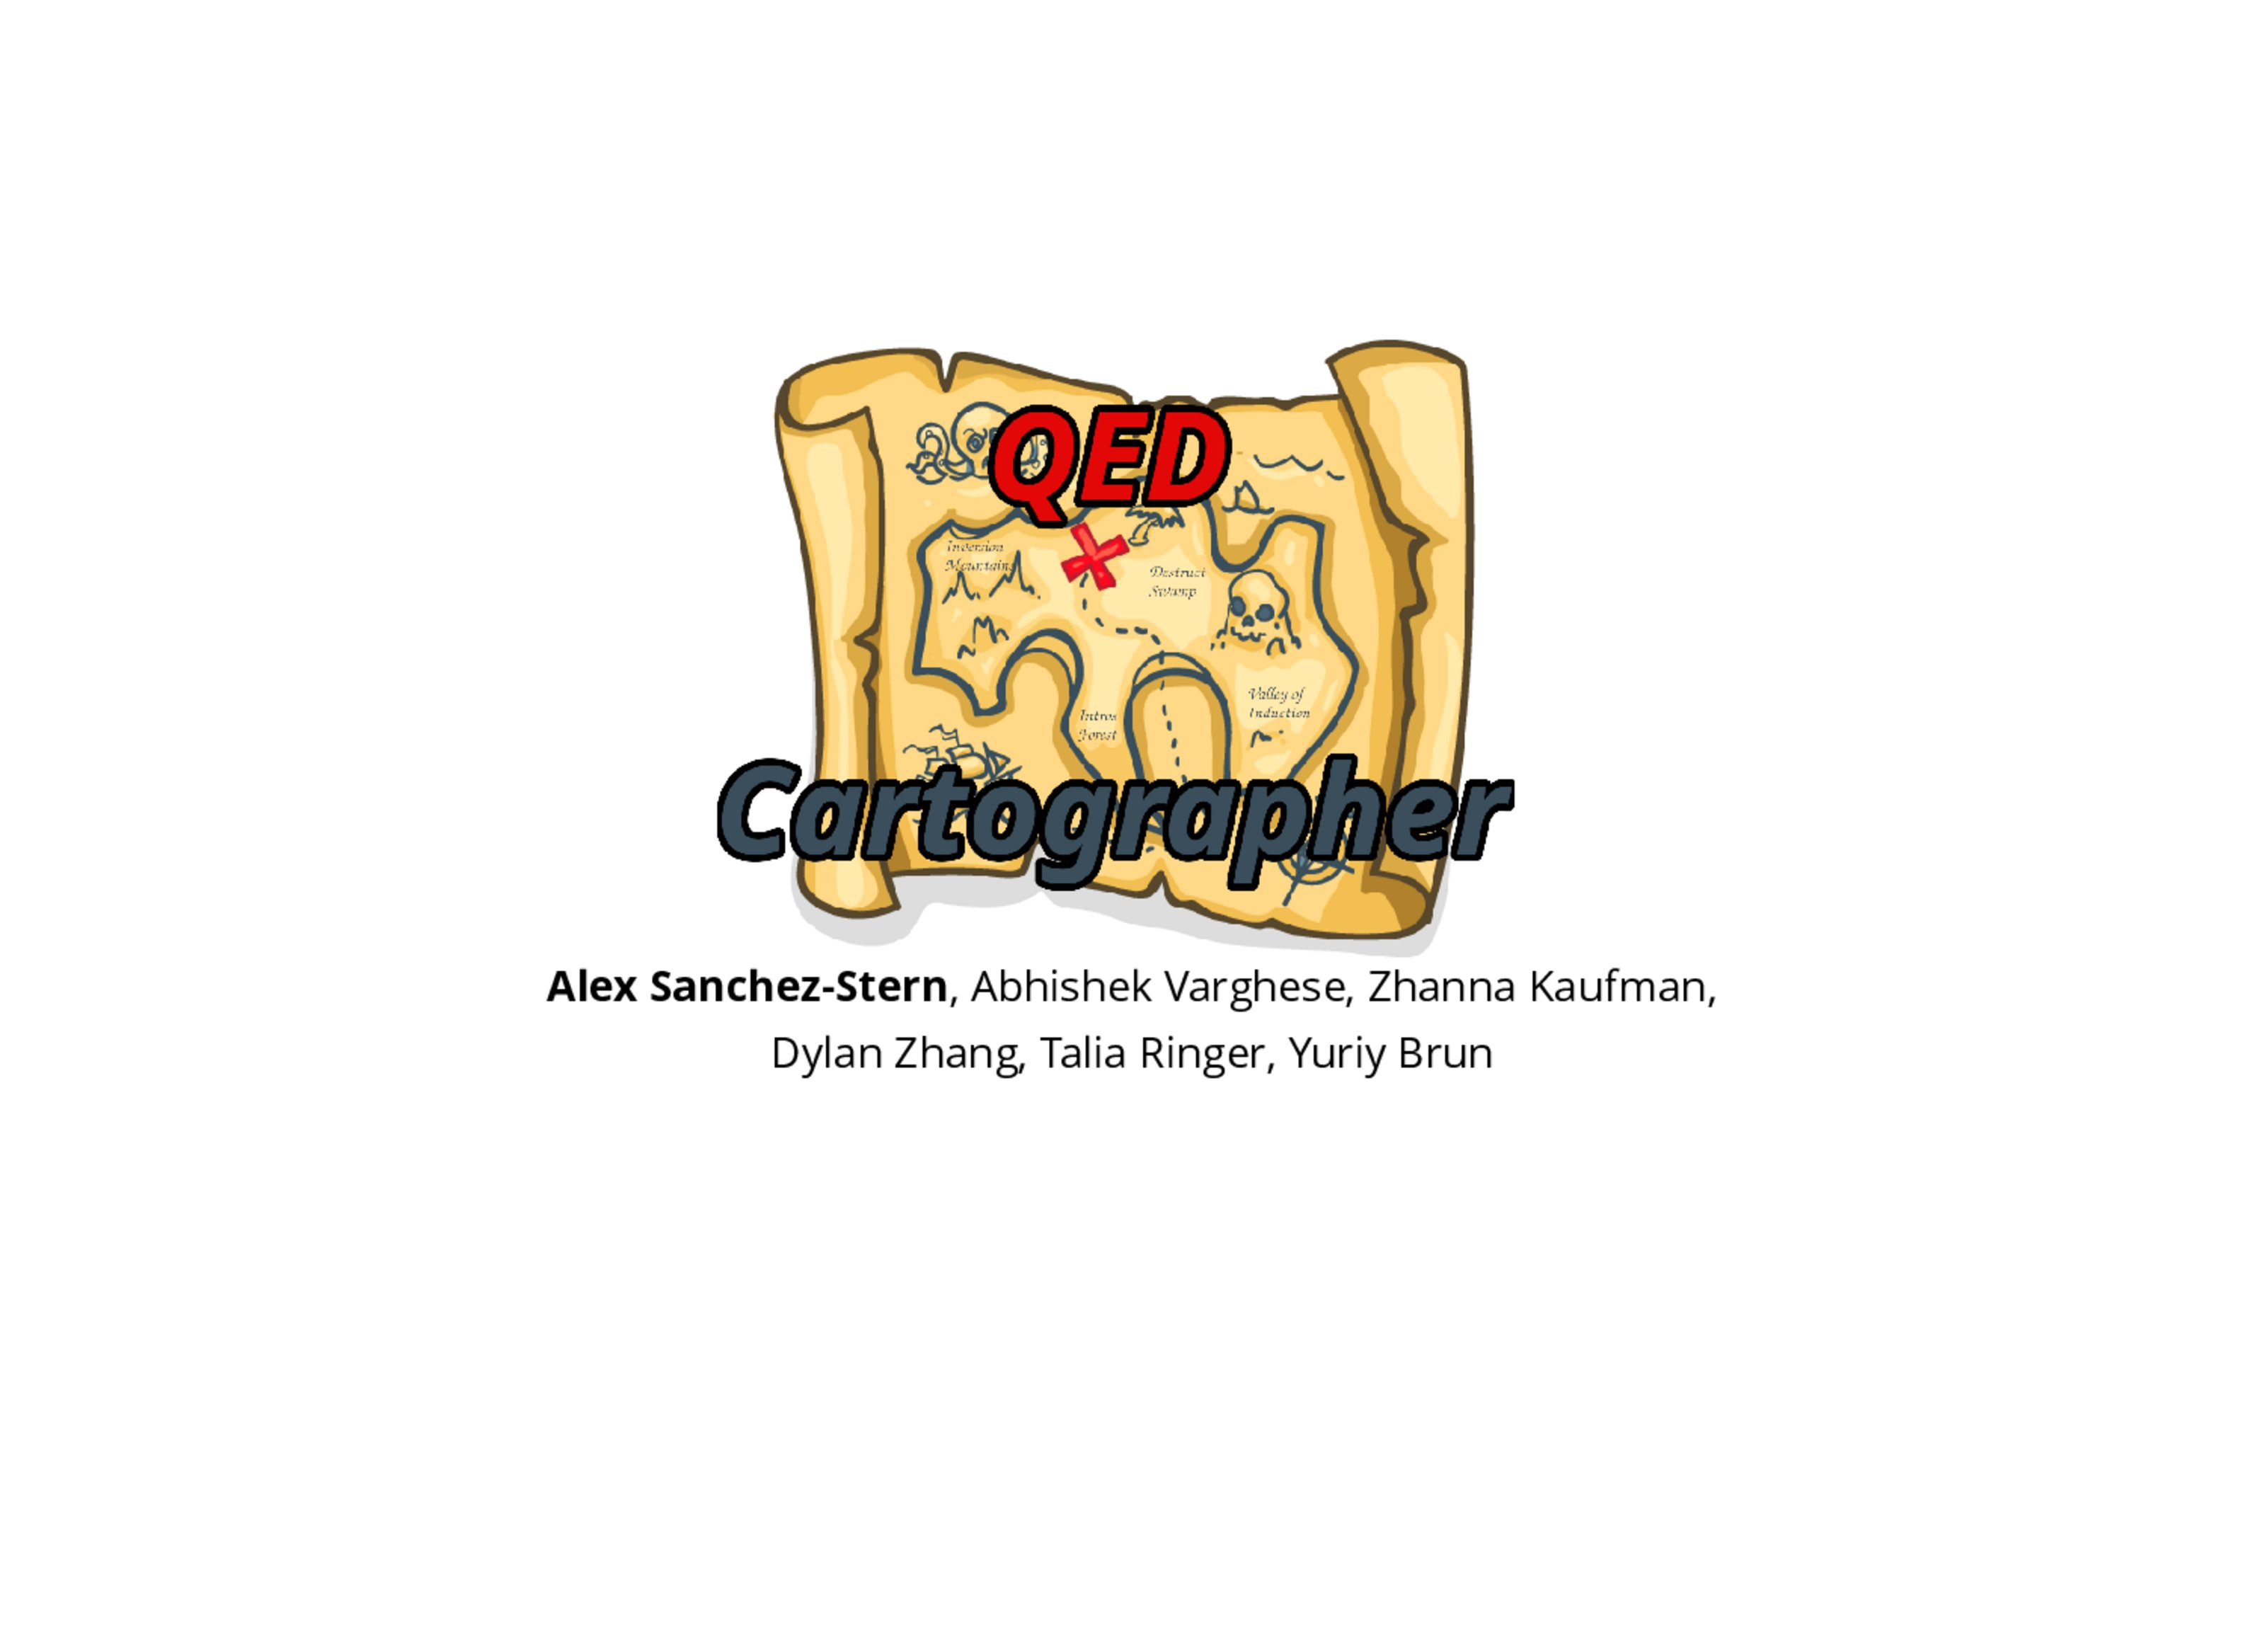 QED
Inversion
Mountains
Destruct
Swamp
Valley of
Induction
Intros
Forest
Cartographer
Alex Sanchez-Stern, Abhishek Varghese, Zhanna Kaufman,
Dylan Zhang, Talia Ringer, Yuriy Brun